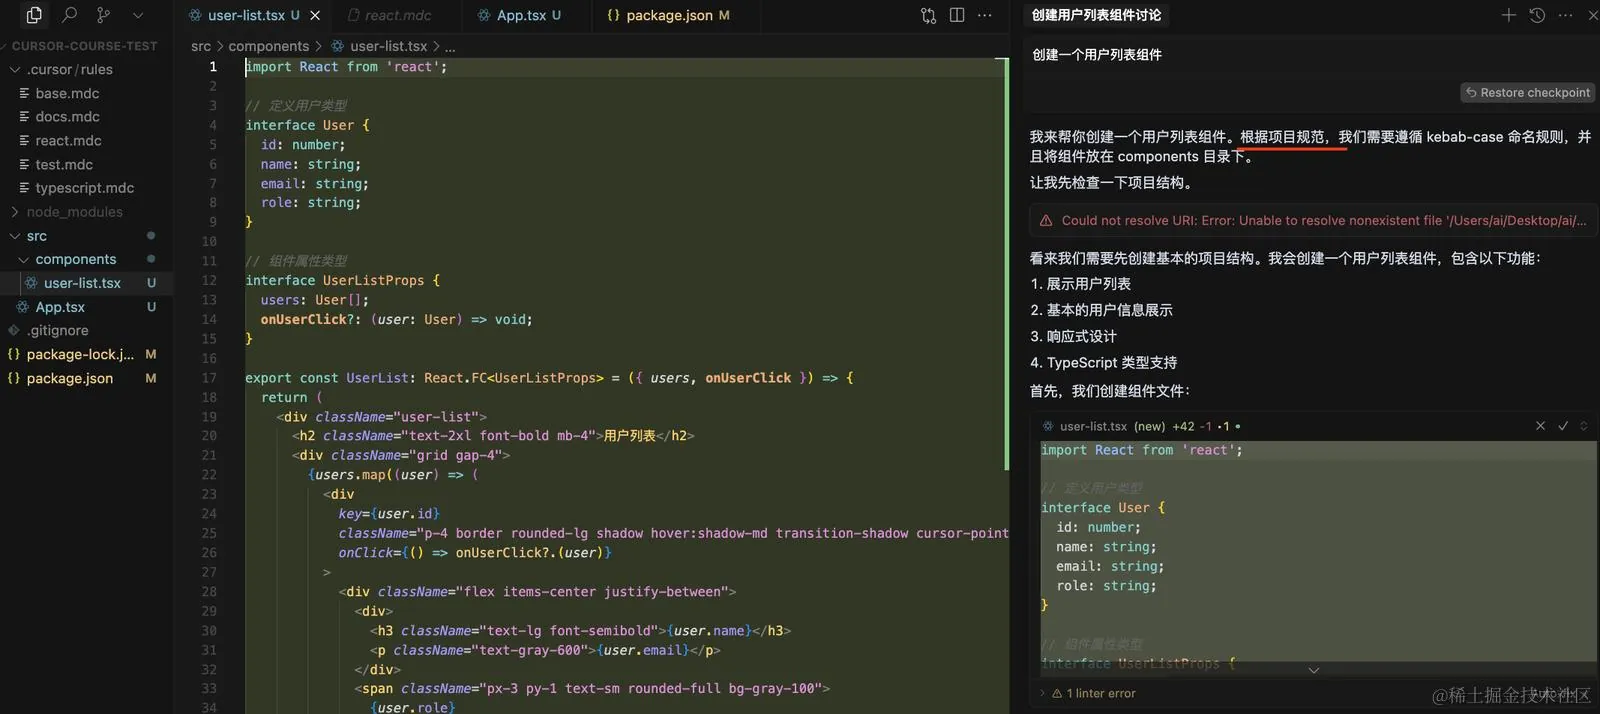 user-list.tsx U
react.mdc
App.tsx U
{} package.json M
创建用户列表组件讨论
CURSOR-COURSE-TEST
.cursor/rules
base.mdc
docs.mdc
react.mdc
test.mdc
typescript.mdc
node_modules
src
components
user-list.tsx U
App.tsx U
.gitignore
{} package-lock.j... M
{} package.json M
src > components > user-list.tsx > ...
1 import React from 'react';
2
3 // 定义用户类型
4 interface User {
5 id: number;
6 name: string;
7 email: string;
8 role: string;
9 }
10
11 // 组件属性类型
12 interface UserListProps {
13 users: User[];
14 onUserClick?: (user: User) => void;
15 }
16
17 export const UserList: React.FC<UserListProps> = ({ users, onUserClick }) => {
18 return (
19 <div className="user-list">
20 <h2 className="text-2xl font-bold mb-4">用户列表</h2>
21 <div className="grid gap-4">
22 {users.map((user) => (
23 <div
24 key={user.id}
25 className="p-4 border rounded-lg shadow hover:shadow-md transition-shadow cursor-point
26 onClick={() => onUserClick?.(user)}
27 >
28 <div className="flex items-center justify-between">
29 <div>
30 <h3 className="text-lg font-semibold">{user.name}</h3>
31 <p className="text-gray-600">{user.email}</p>
32 </div>
33 <span className="px-3 py-1 text-sm rounded-full bg-gray-100">
34 {user.role}
创建一个用户列表组件
Restore checkpoint
我来帮你创建一个用户列表组件。根据项目规范，我们需要遵循 kebab-case 命名规则，并
且将组件放在 components 目录下。
让我先检查一下项目结构。
Could not resolve URI: Error: Unable to resolve nonexistent file '/Users/ai/Desktop/ai/...
看来我们需要先创建基本的项目结构。我会创建一个用户列表组件，包含以下功能：
1. 展示用户列表
2. 基本的用户信息展示
3. 响应式设计
4. TypeScript 类型支持
首先，我们创建组件文件：
user-list.tsx (new) +42 -1 •1 •
import React from 'react';
// 定义用户类型
interface User {
id: number;
name: string;
email: string;
role: string;
}
// 组件属性类型
interface UserListProps {
1 linter error
@稀土掘金技术社区